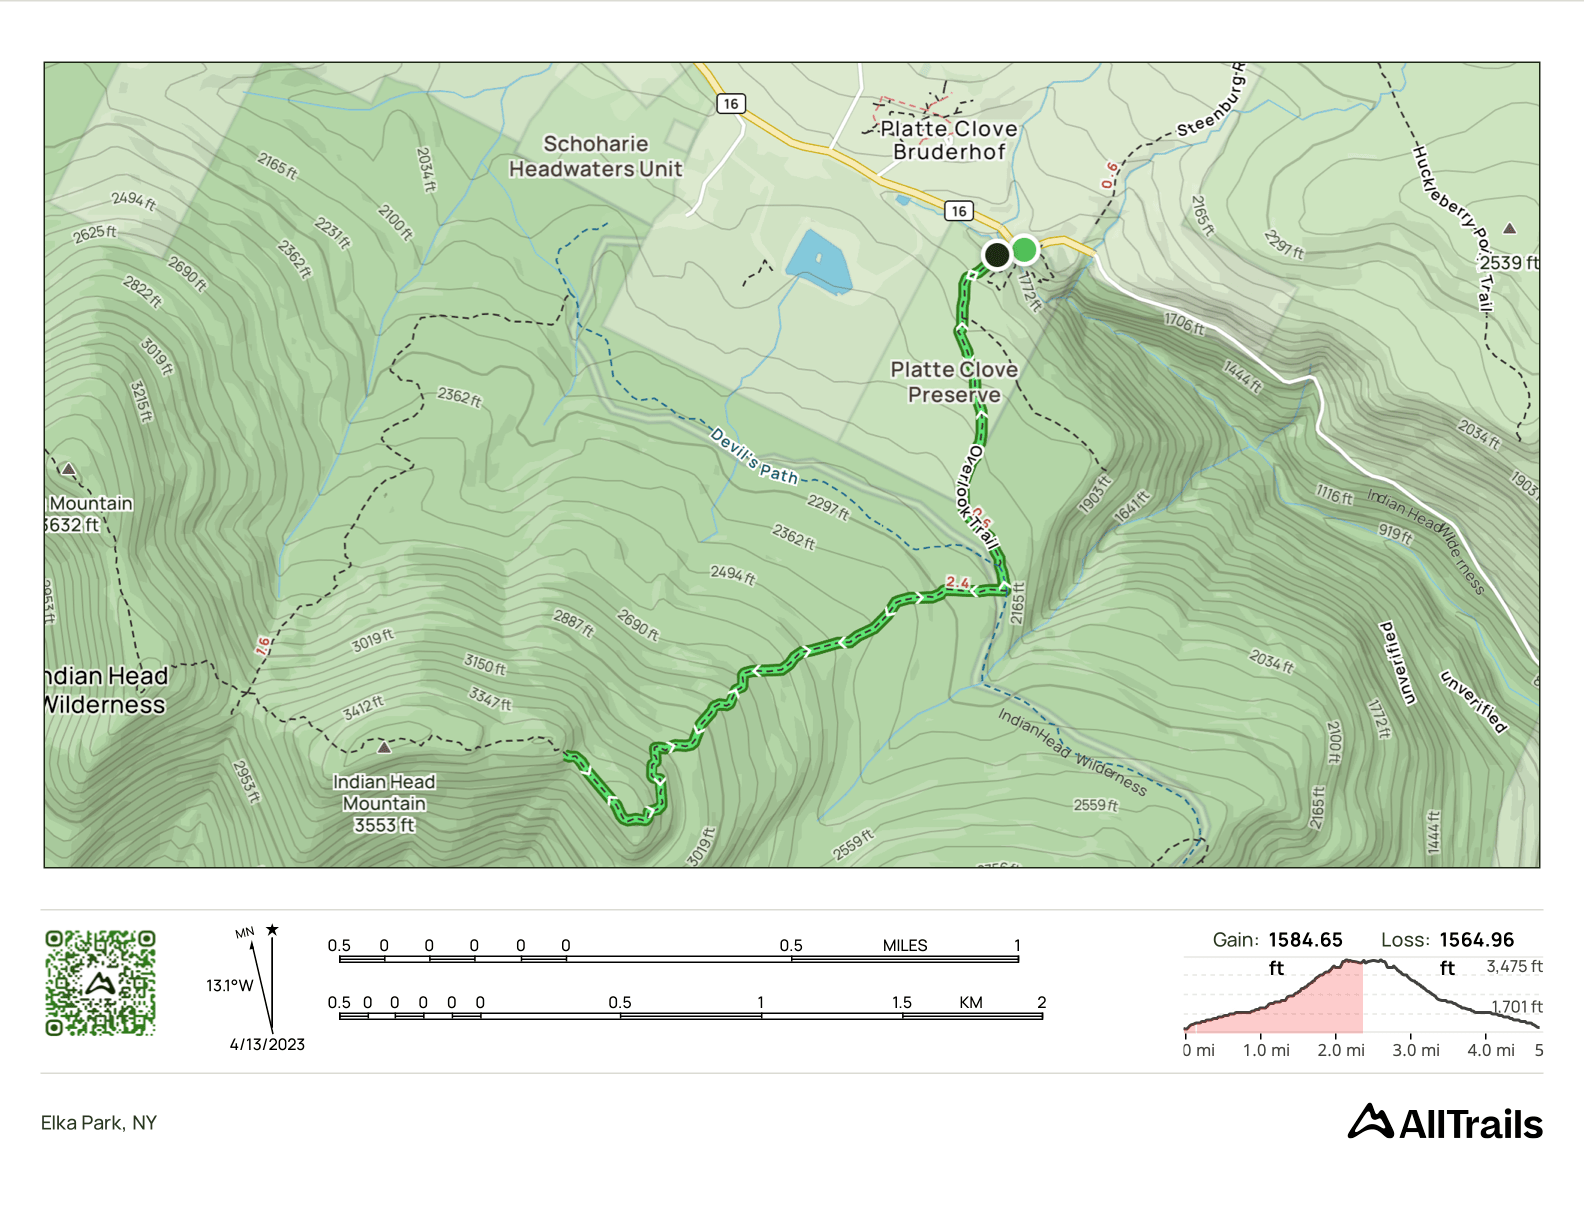 16
Steenburg R
Platte Clove
Bruderhof
Schoharie
Headwaters Unit
Huckleberry Point Trail
2165 ft
2034 ft
0.6
2494 ft
2625 ft
2231 ft
2100 ft
2362 ft
2690 ft
2822 ft
16
2165 ft
2297 ft
2539 ft
1772 ft
1706 ft
3019 ft
3215 ft
2362 ft
Platte Clove
Preserve
1444 ft
Devil's Path
Overlook Trail
0.6
2034 ft
1903
Mountain
3632 ft
2297 ft
2362 ft
1903 ft
1641 ft
1116 ft
919 ft
Indian Head Wilderness
2953 ft
2494 ft
2.4
2165 ft
2887 ft
2690 ft
1.6
3019 ft
3150 ft
3347 ft
3412 ft
ndian Head
Wilderness
2034 ft
unverified
unverified
1772 ft
2100 ft
Indian Head Wilderness
2953 ft
Indian Head
Mountain
3553 ft
3019 ft
2559 ft
2559 ft
2165 ft
1444 ft
MN
13.1°W
4/13/2023
0.5 0 0 0 0 0 0.5 MILES 1
0.5 0 0 0 0 0 0.5 1 1.5 KM 2
Gain: 1584.65 ft
Loss: 1564.96 ft
3,475 ft
1,701 ft
0 mi 1.0 mi 2.0 mi 3.0 mi 4.0 mi 5
Elka Park, NY
AllTrails